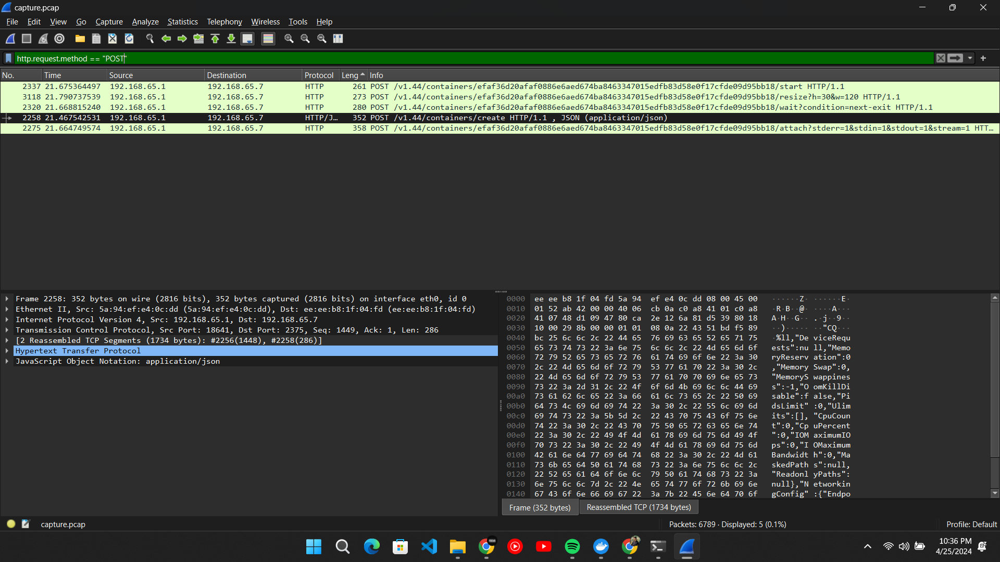 capture.pcap
File Edit View Go Capture Analyze Statistics Telephony Wireless Tools Help
http.request.method == "POST"
No. Time Source Destination Protocol Leng Info
2337 21.675364497 192.168.65.1 192.168.65.7 HTTP 261 POST /v1.44/containers/efaf36d20afaf0886e6aed674ba8463347015edfb83d58e0f17cfde09d95bb18/start HTTP/1.1
3118 21.790737539 192.168.65.1 192.168.65.7 HTTP 273 POST /v1.44/containers/efaf36d20afaf0886e6aed674ba8463347015edfb83d58e0f17cfde09d95bb18/resize?h=30&w=120 HTTP/1.1
2320 21.668815240 192.168.65.1 192.168.65.7 HTTP 280 POST /v1.44/containers/efaf36d20afaf0886e6aed674ba8463347015edfb83d58e0f17cfde09d95bb18/wait?condition=next-exit HTTP/1.1
2258 21.467542531 192.168.65.1 192.168.65.7 HTTP/J… 352 POST /v1.44/containers/create HTTP/1.1 , JSON (application/json)
2275 21.664749574 192.168.65.1 192.168.65.7 HTTP 358 POST /v1.44/containers/efaf36d20afaf0886e6aed674ba8463347015edfb83d58e0f17cfde09d95bb18/attach?stderr=1&stdin=1&stdout=1&stream=1 HTT…
Frame 2258: 352 bytes on wire (2816 bits), 352 bytes captured (2816 bits) on interface eth0, id 0
Ethernet II, Src: 5a:94:ef:e4:0c:dd (5a:94:ef:e4:0c:dd), Dst: ee:ee:b8:1f:04:fd (ee:ee:b8:1f:04:fd)
Internet Protocol Version 4, Src: 192.168.65.1, Dst: 192.168.65.7
Transmission Control Protocol, Src Port: 18641, Dst Port: 2375, Seq: 1449, Ack: 1, Len: 286
[2 Reassembled TCP Segments (1734 bytes): #2256(1448), #2258(286)]
Hypertext Transfer Protocol
JavaScript Object Notation: application/json
0000 ee ee b8 1f 04 fd 5a 94 ef e4 0c dd 08 00 45 00 ······Z· ······E·
0010 01 52 ab 42 00 00 40 06 cb 0a c0 a8 41 01 c0 a8 ·R·B··@· ····A···
0020 41 07 48 d1 09 47 80 ca 2e 12 6a 81 d5 39 80 18 A·H··G·· .·j··9··
0030 10 00 29 8b 00 00 01 01 08 0a 22 43 51 bd f5 89 ··)····· ··"CQ···
0040 bc 25 6c 6c 2c 22 44 65 76 69 63 65 52 65 71 75 ·%ll,"De viceRequ
0050 65 73 74 73 22 3a 6e 75 6c 6c 2c 22 4d 65 6d 6f ests":nu ll,"Memo
0060 72 79 52 65 73 65 72 76 61 74 69 6f 6e 22 3a 30 ryReserv ation":0
0070 2c 22 4d 65 6d 6f 72 79 53 77 61 70 22 3a 30 2c ,"Memory Swap":0,
0080 22 4d 65 6d 6f 72 79 53 77 61 70 70 69 6e 65 73 "MemoryS wappines
0090 73 22 3a 2d 31 2c 22 4f 6f 6d 4b 69 6c 6c 44 69 s":-1,"O omKillDi
00a0 73 61 62 6c 65 22 3a 66 61 6c 73 65 2c 22 50 69 sable":f alse,"Pi
00b0 64 73 4c 69 6d 69 74 22 3a 30 2c 22 55 6c 69 6d dsLimit" :0,"Ulim
00c0 69 74 73 22 3a 5b 5d 2c 22 43 70 75 43 6f 75 6e its":[], "CpuCoun
00d0 74 22 3a 30 2c 22 43 70 75 50 65 72 63 65 6e 74 t":0,"Cp uPercent
00e0 22 3a 30 2c 22 49 4f 4d 61 78 69 6d 75 6d 49 4f ":0,"IOM aximumIO
00f0 70 73 22 3a 30 2c 22 49 4f 4d 61 78 69 6d 75 6d ps":0,"I OMaximum
0100 42 61 6e 64 77 69 64 74 68 22 3a 30 2c 22 4d 61 Bandwidt h":0,"Ma
0110 73 6b 65 64 50 61 74 68 73 22 3a 6e 75 6c 6c 2c skedPath s":null,
0120 22 52 65 61 64 6f 6e 6c 79 50 61 74 68 73 22 3a "Readonl yPaths":
0130 6e 75 6c 6c 7d 2c 22 4e 65 74 77 6f 72 6b 69 6e null},"N etworkin
0140 67 43 6f 6e 66 69 67 22 3a 7b 22 45 6e 64 70 6f gConfig" :{"Endpo
Frame (352 bytes) Reassembled TCP (1734 bytes)
capture.pcap Packets: 6789 · Displayed: 5 (0.1%) Profile: Default
10:36 PM
4/25/2024